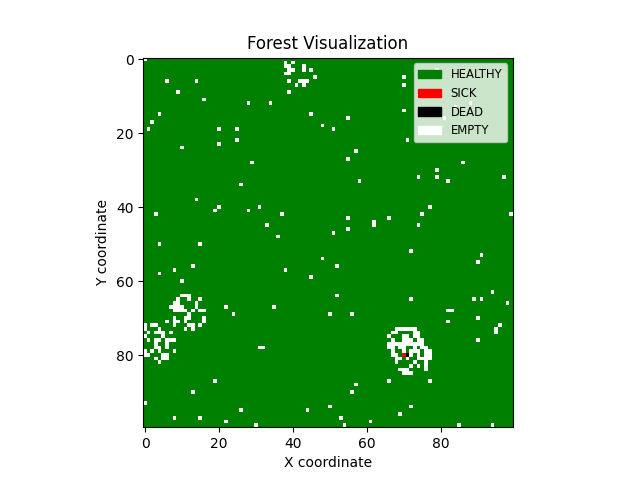 Forest Visualization
HEALTHY
SICK
DEAD
EMPTY
0
20
40
60
80
Y coordinate
0
20
40
60
80
X coordinate